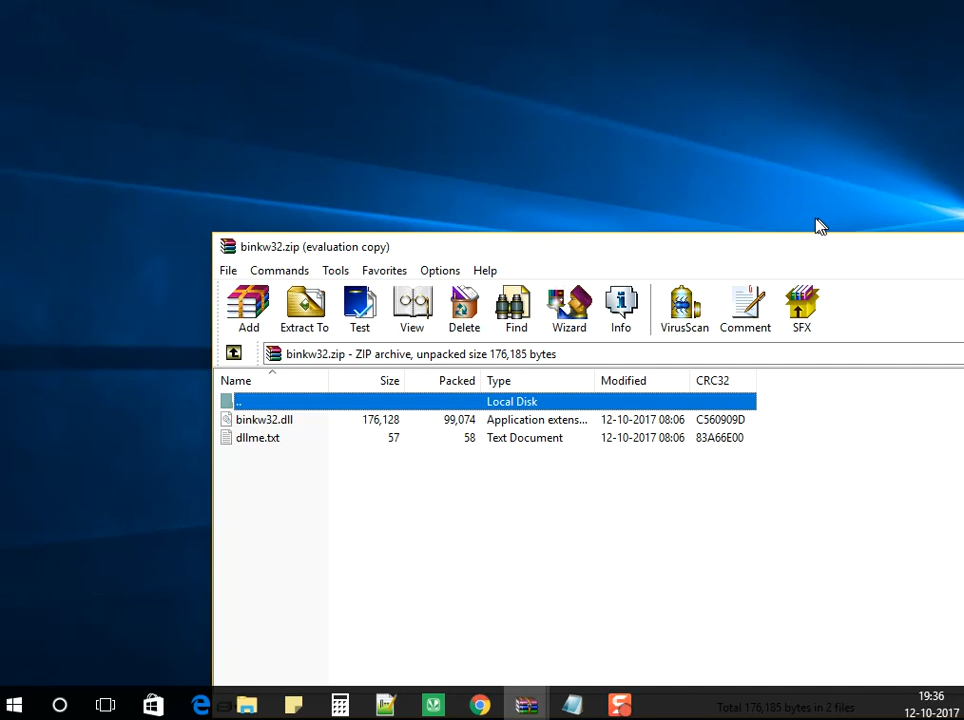 binkw32.zip (evaluation copy)
File Commands Tools Favorites Options Help
Add Extract To Test View Delete Find Wizard Info VirusScan Comment SFX
binkw32.zip - ZIP archive, unpacked size 176,185 bytes
Name Size Packed Type Modified CRC32
.. Local Disk
binkw32.dll 176,128 99,074 Application extens... 12-10-2017 08:06 C560909D
dllme.txt 57 58 Text Document 12-10-2017 08:06 83A66E00
19:36
Total 176,185 bytes in 2 files
12-10-2017